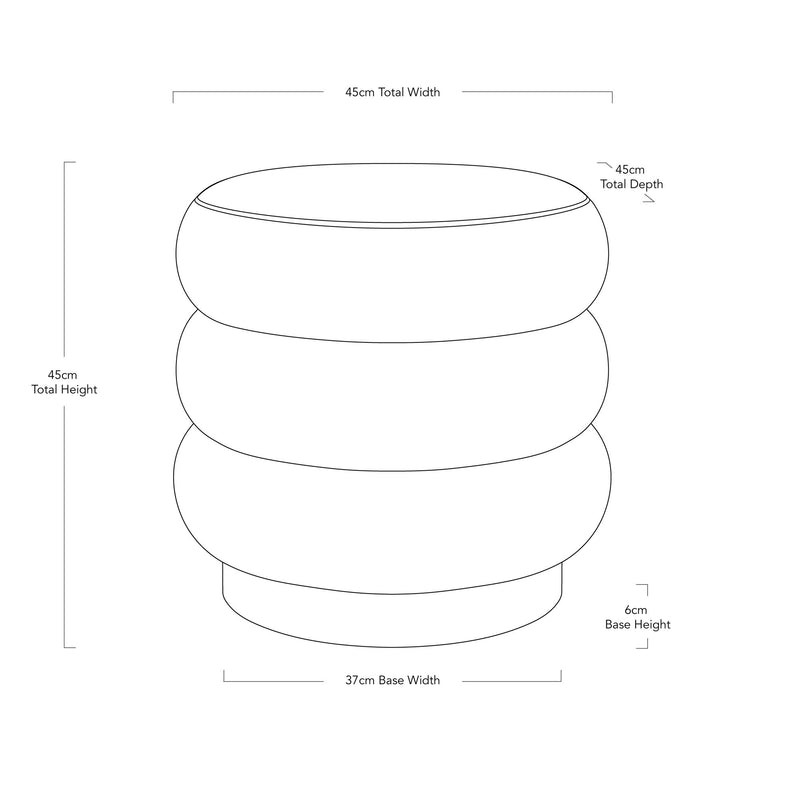 45cm Total Width
45cm
Total Depth
45cm
Total Height
6cm
Base Height
37cm Base Width